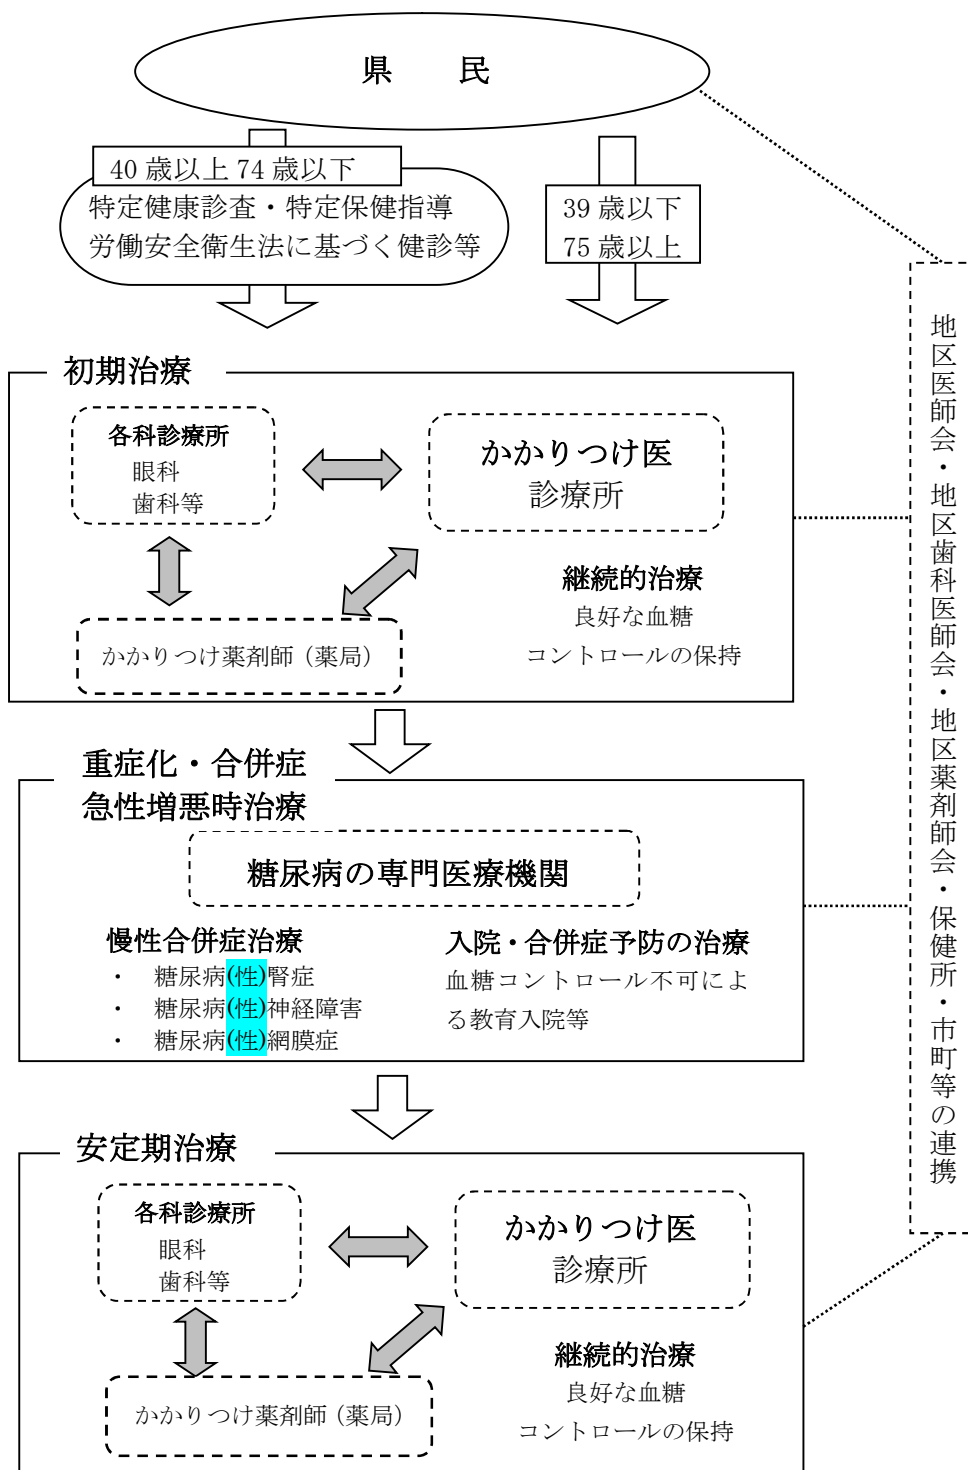 県　　民
40 歳以上 74 歳以下
特定健康診査・特定保健指導
労働安全衛生法に基づく健診等
39 歳以下
75 歳以上
初期治療
各科診療所
眼科
歯科等
かかりつけ医
診療所
かかりつけ薬剤師（薬局）
継続的治療
良好な血糖
コントロールの保持
重症化・合併症
急性増悪時治療
糖尿病の専門医療機関
慢性合併症治療
・　糖尿病(性)腎症
・　糖尿病(性)神経障害
・　糖尿病(性)網膜症
入院・合併症予防の治療
血糖コントロール不可によ
る教育入院等
安定期治療
各科診療所
眼科
歯科等
かかりつけ医
診療所
かかりつけ薬剤師（薬局）
継続的治療
良好な血糖
コントロールの保持
地区医師会・地区歯科医師会・地区薬剤師会・保健所・市町等の連携